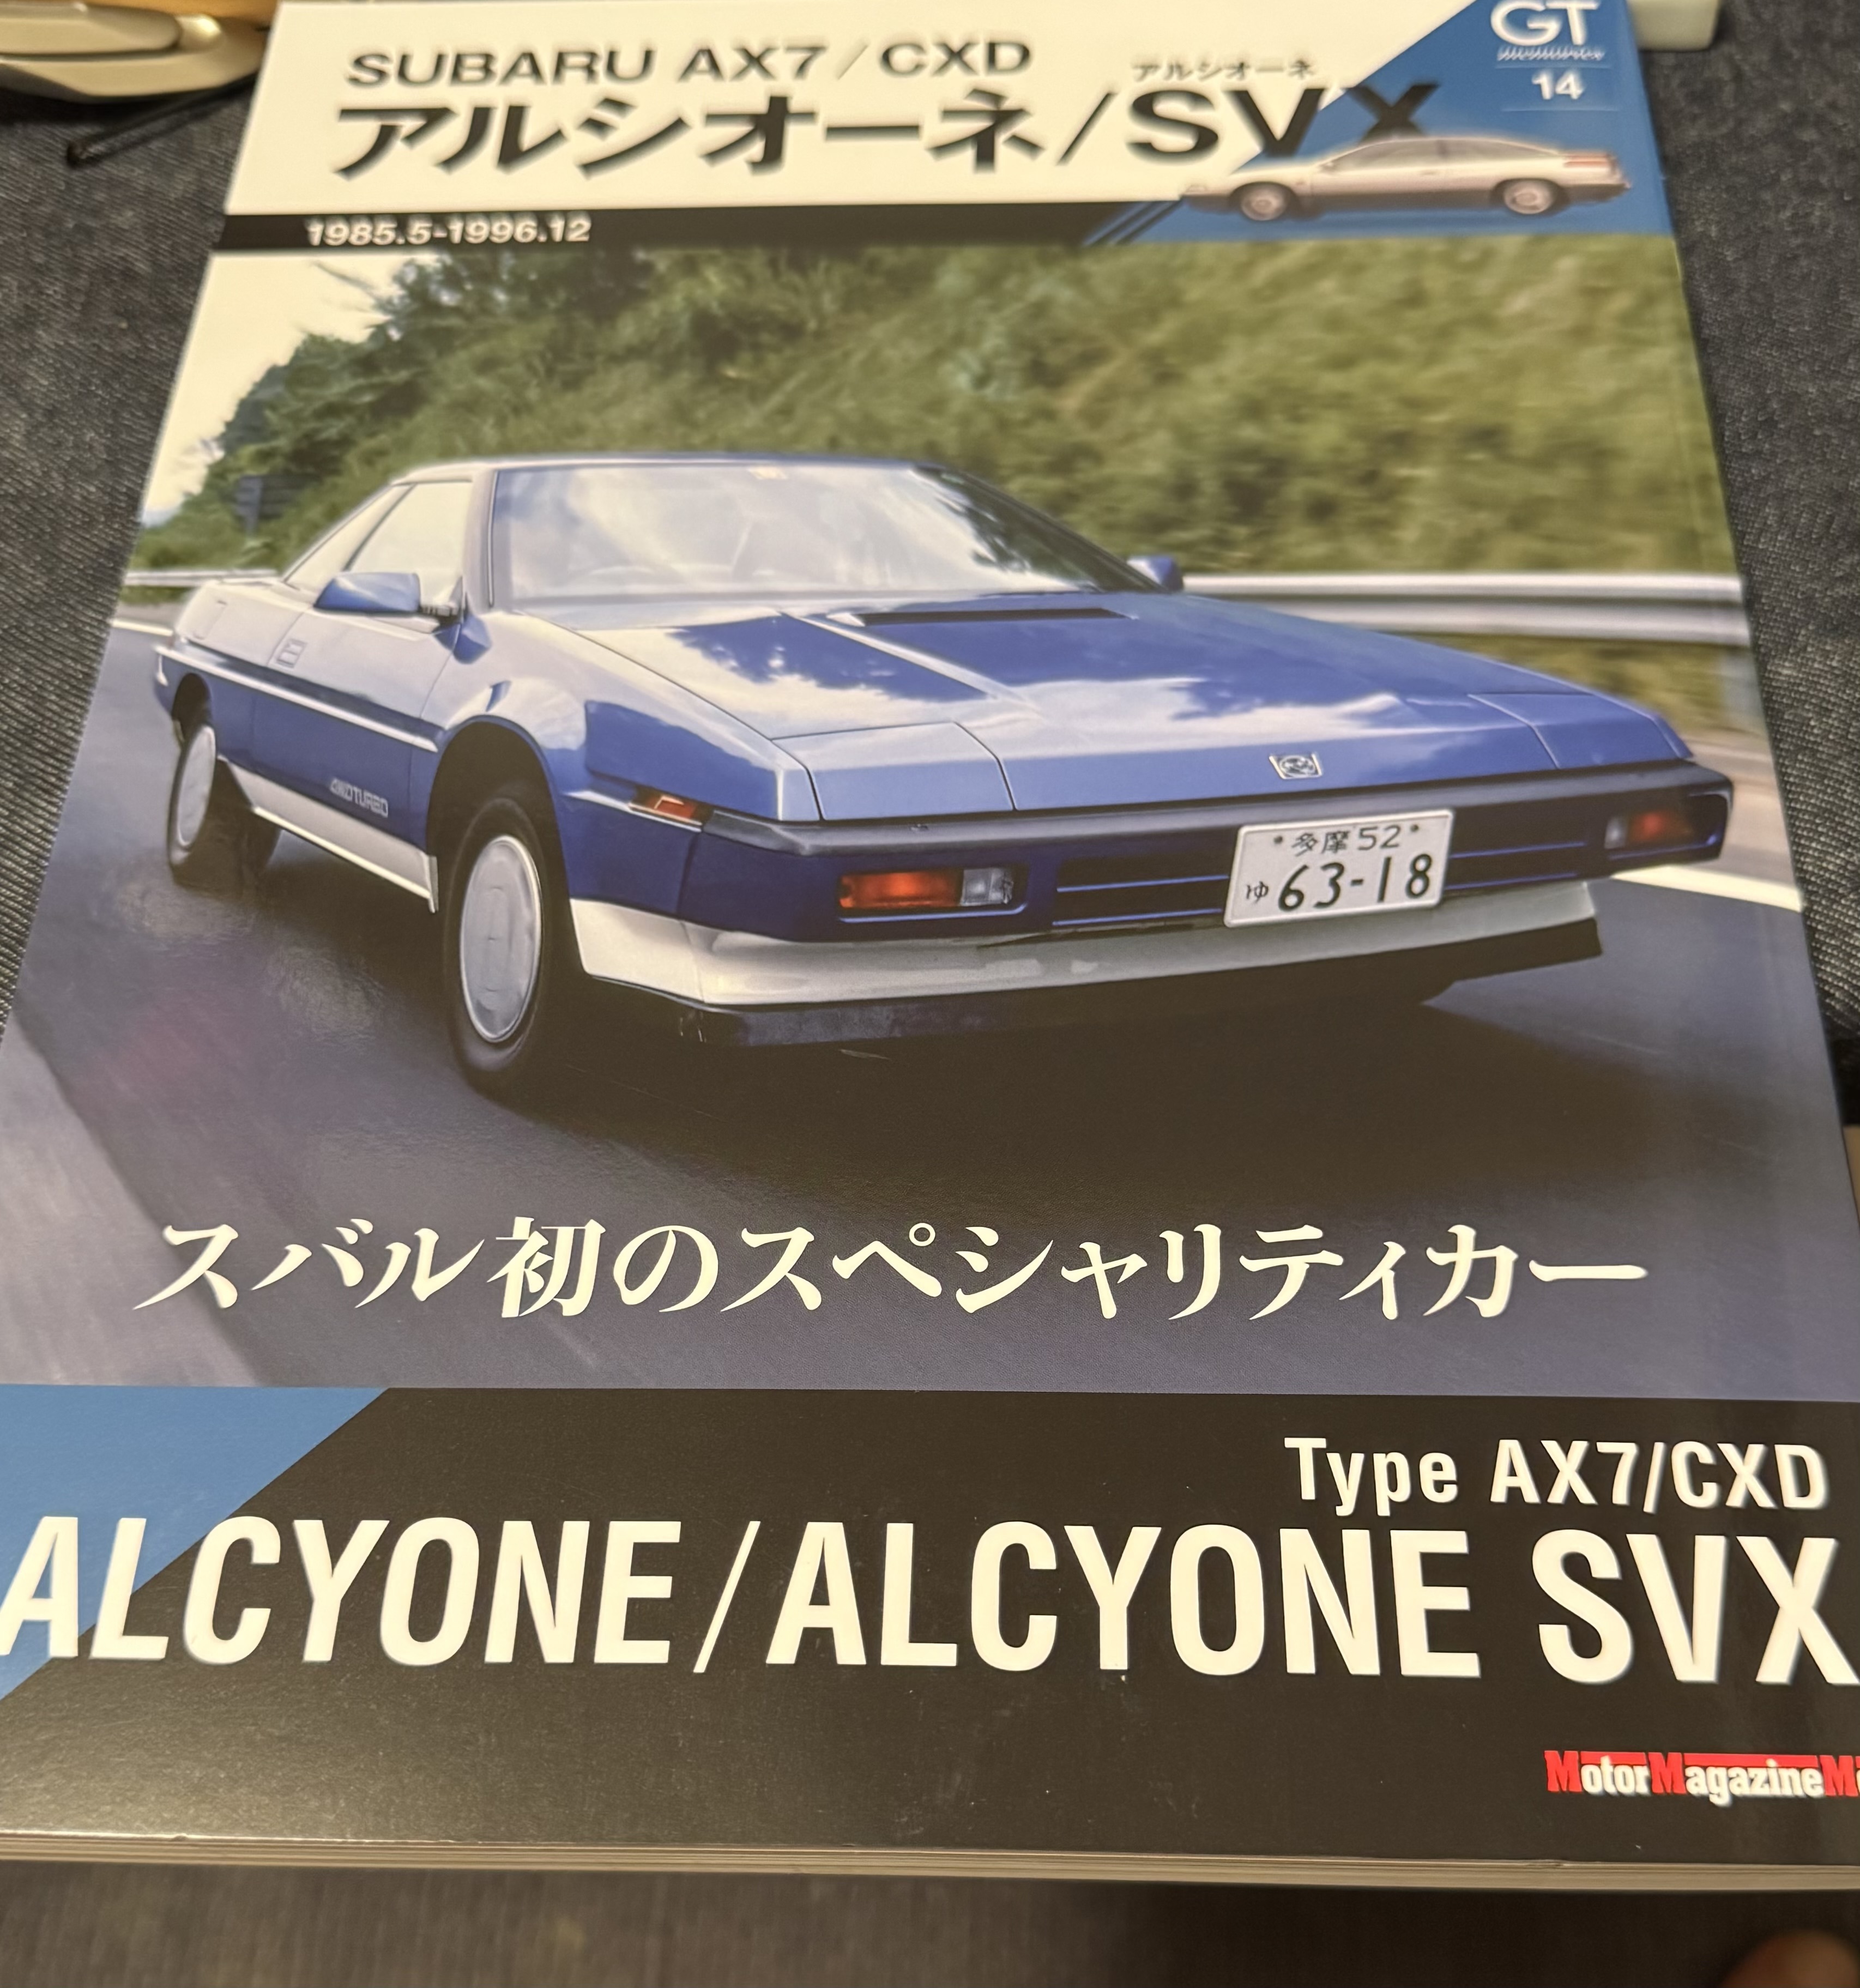 SUBARU AX7/CXD
アルシオーネ
アルシオーネ/SVX
GT
memories
14
1985.5-1996.12
4WD TURBO
多摩 52
ゆ 63-18
スバル初のスペシャリティカー
Type AX7/CXD
ALCYONE/ALCYONE SVX
MotorMagazine